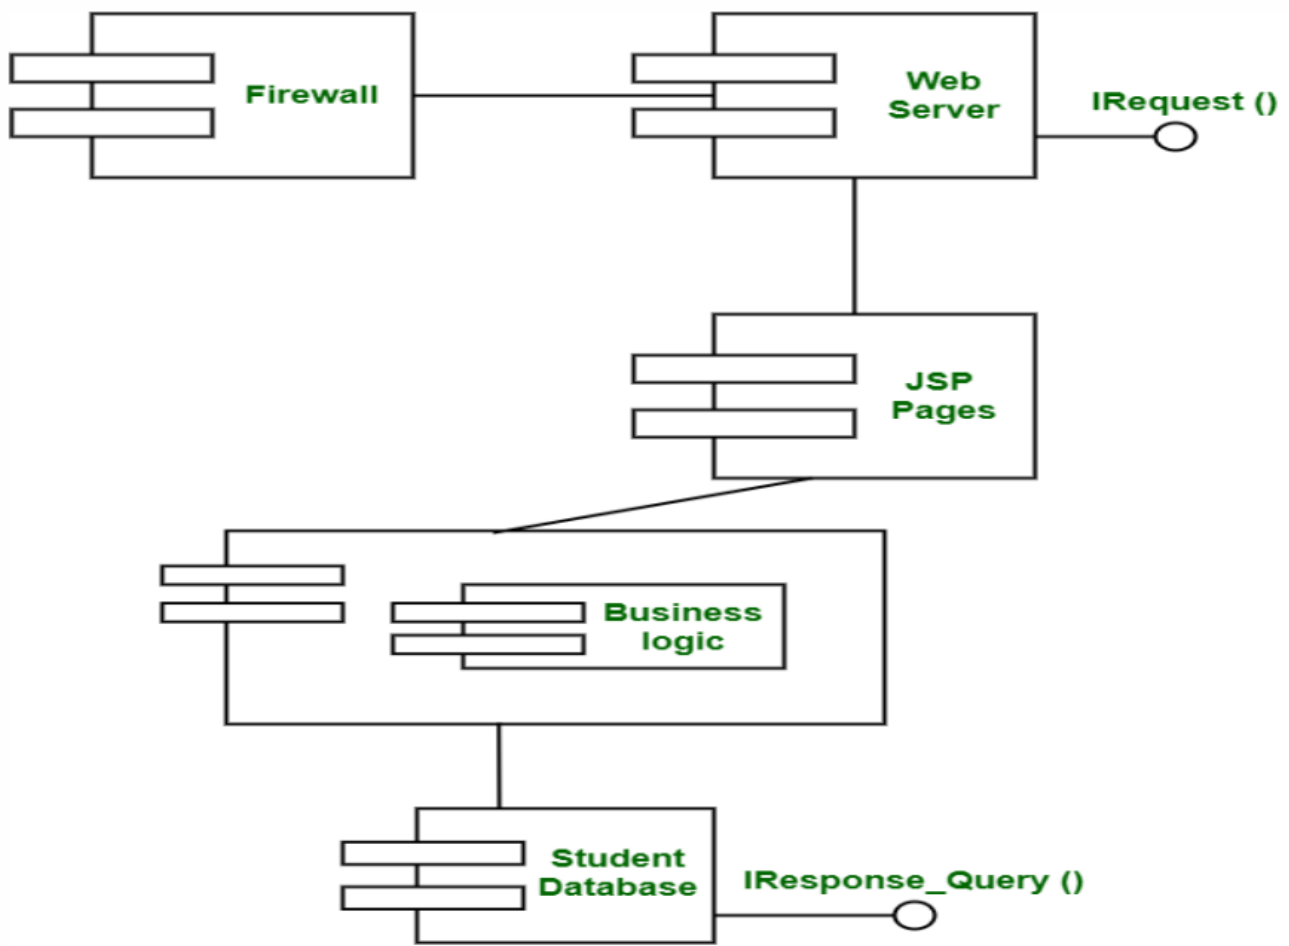 Firewall
Web
Server
IRequest ()
JSP
Pages
Business
logic
Student
Database
IResponse_Query ()